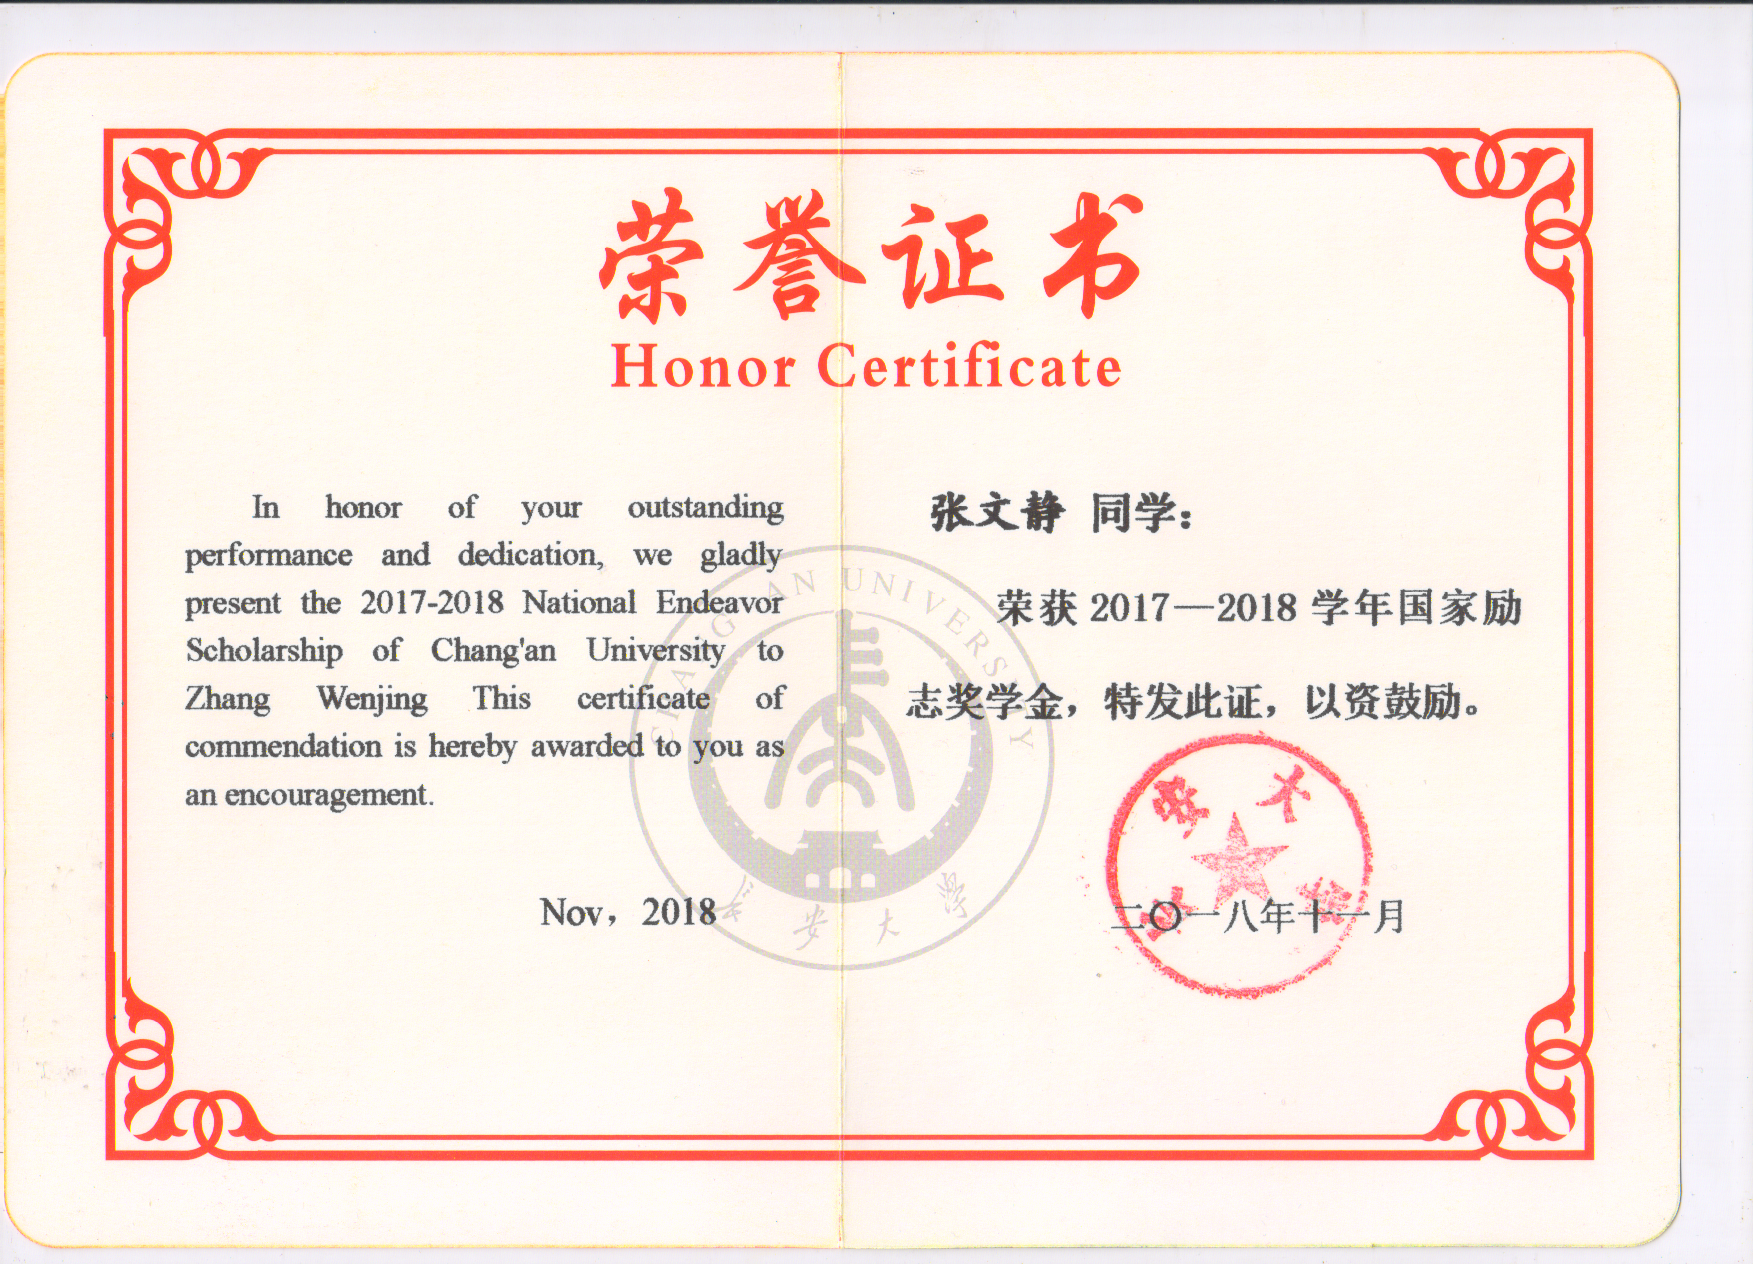 荣誉证书
Honor Certificate
In honor of your outstanding
performance and dedication, we gladly
present the 2017-2018 National Endeavor
Scholarship of Chang'an University to
Zhang Wenjing This certificate of
commendation is hereby awarded to you as
an encouragement.
Nov，2018
张文静 同学：
荣获 2017—2018 学年国家励
志奖学金，特发此证，以资鼓励。
二〇一八年十一月
CHANG'AN UNIVERSITY
长安大学
长安大学